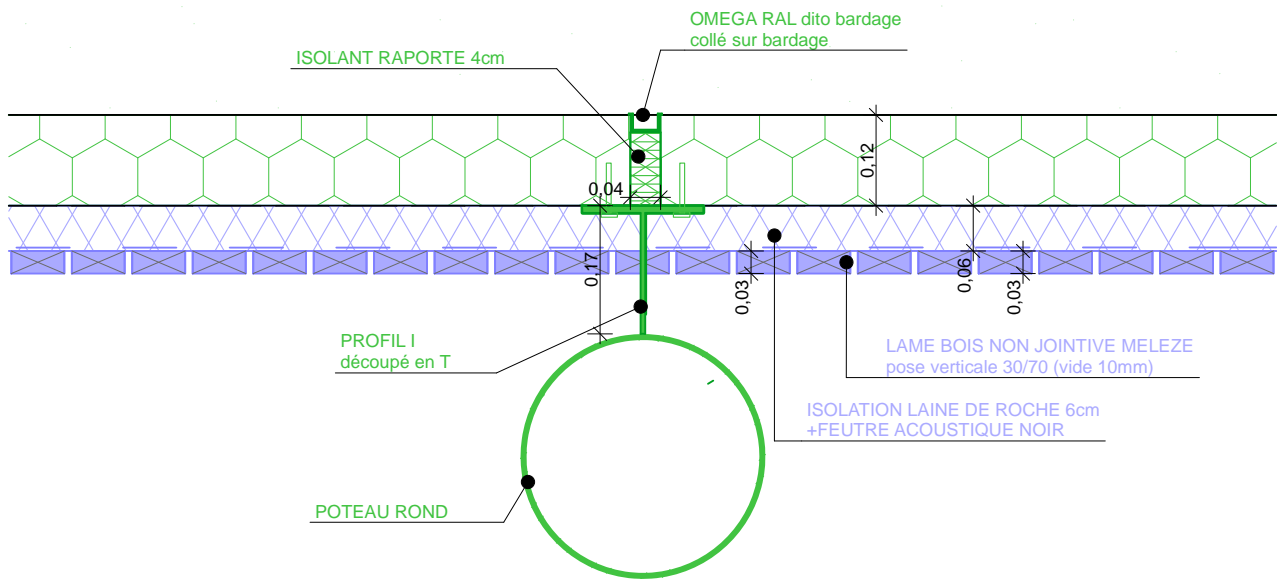 OMEGA RAL dito bardage
collé sur bardage
ISOLANT RAPORTE 4cm
0,12
0,04
0,17
0,03
0,06
0,03
PROFIL I
découpé en T
LAME BOIS NON JOINTIVE MELEZE
pose verticale 30/70 (vide 10mm)
ISOLATION LAINE DE ROCHE 6cm
+FEUTRE ACOUSTIQUE NOIR
POTEAU ROND